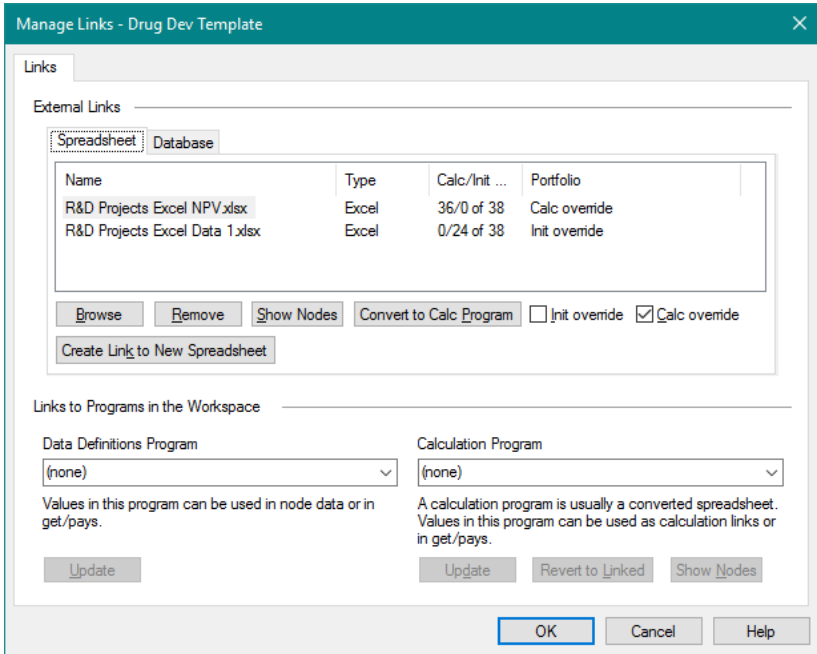 Manage Links - Drug Dev Template
Links
External Links
Spreadsheet Database
Name Type Calc/Init ... Portfolio
R&D Projects Excel NPV.xlsx Excel 36/0 of 38 Calc override
R&D Projects Excel Data 1.xlsx Excel 0/24 of 38 Init override
Browse Remove Show Nodes Convert to Calc Program Init override Calc override
Create Link to New Spreadsheet
Links to Programs in the Workspace
Data Definitions Program Calculation Program
(none) (none)
Values in this program can be used in node data or in A calculation program is usually a converted spreadsheet.
get/pays. Values in this program can be used as calculation links or
in get/pays.
Update Update Revert to Linked Show Nodes
OK Cancel Help